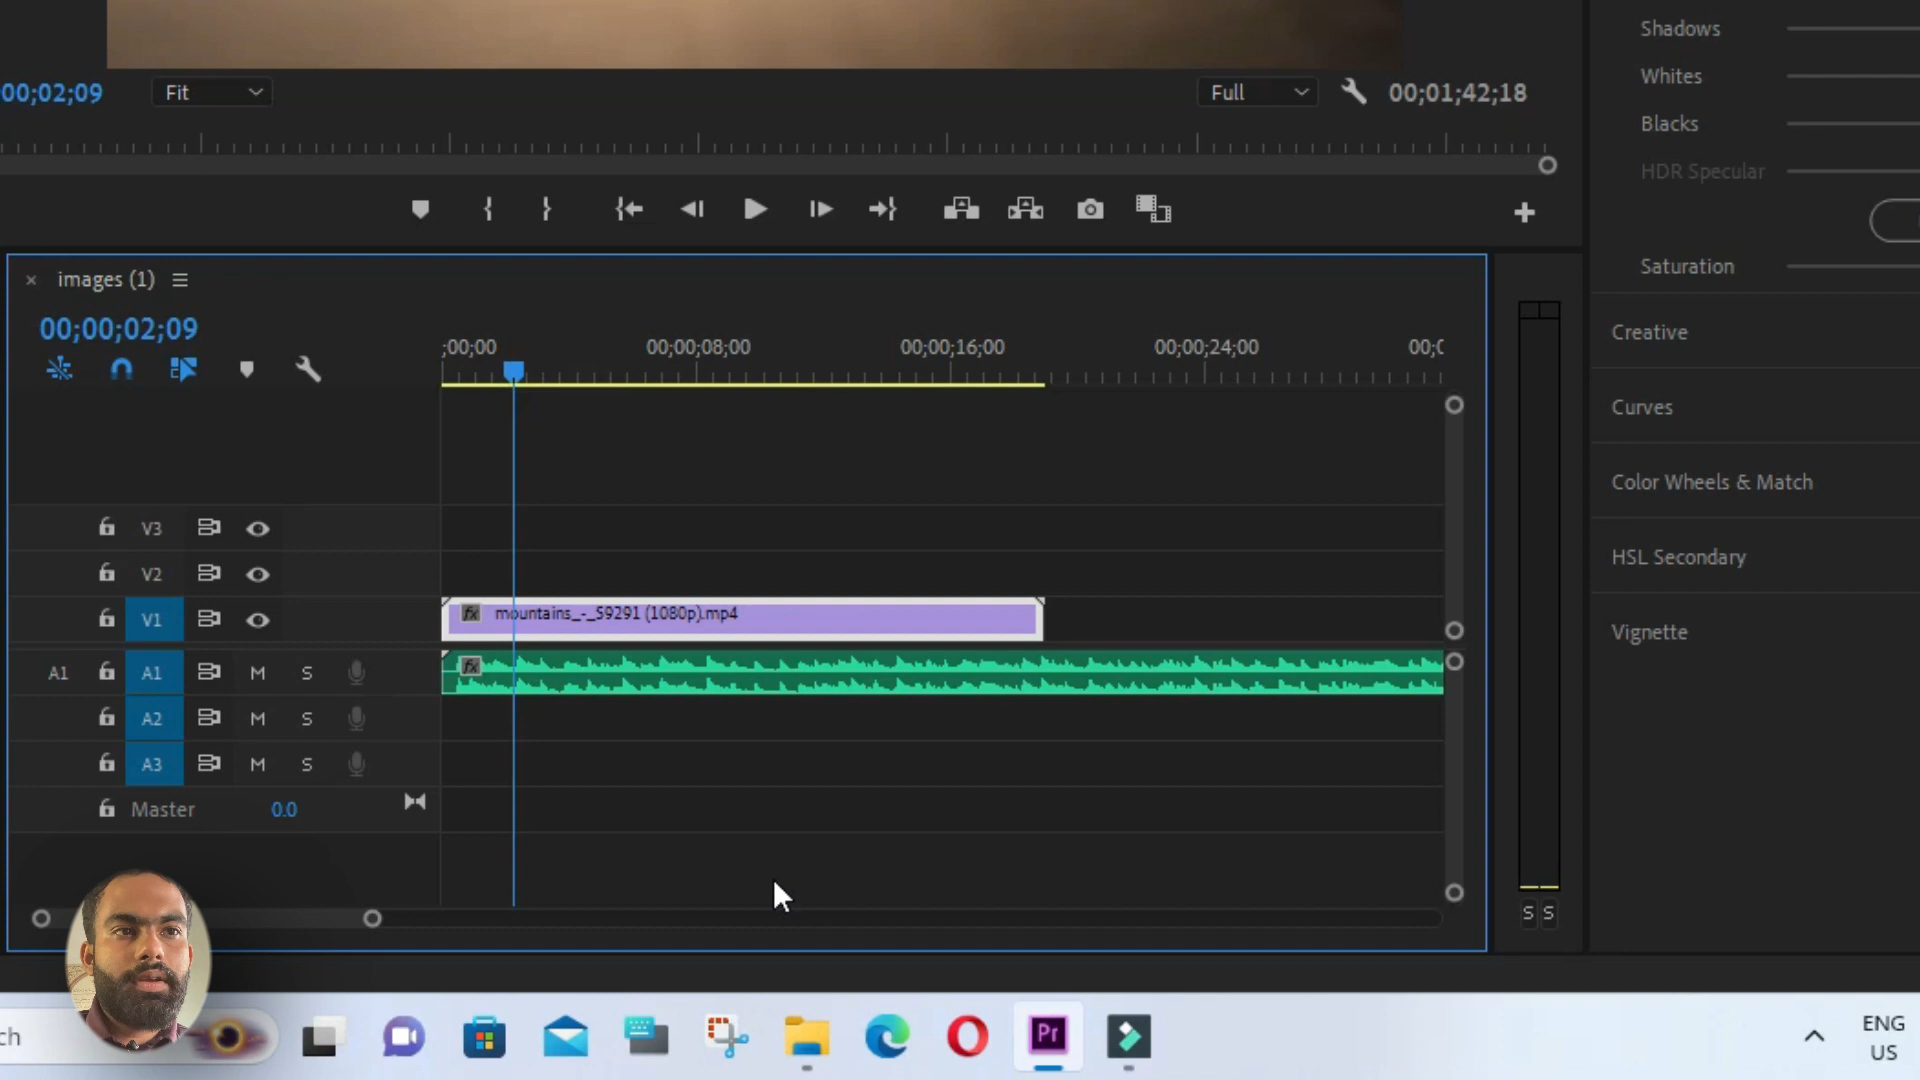 Shadows
00;02;09
Fit
Full
00;01;42;18
Whites
Blacks
HDR Specular
images (1)
Saturation
00;00;02;09
;00;00
00;00;08;00
00;00;16;00
00;00;24;00
Creative
Curves
Color Wheels & Match
V3
V2
HSL Secondary
V1
fx mountains_-_59291 (1080p).mp4
Vignette
A1
A1
M
S
fx
A2
M
S
A3
M
S
Master
0.0
S S
Pr
ENG
US